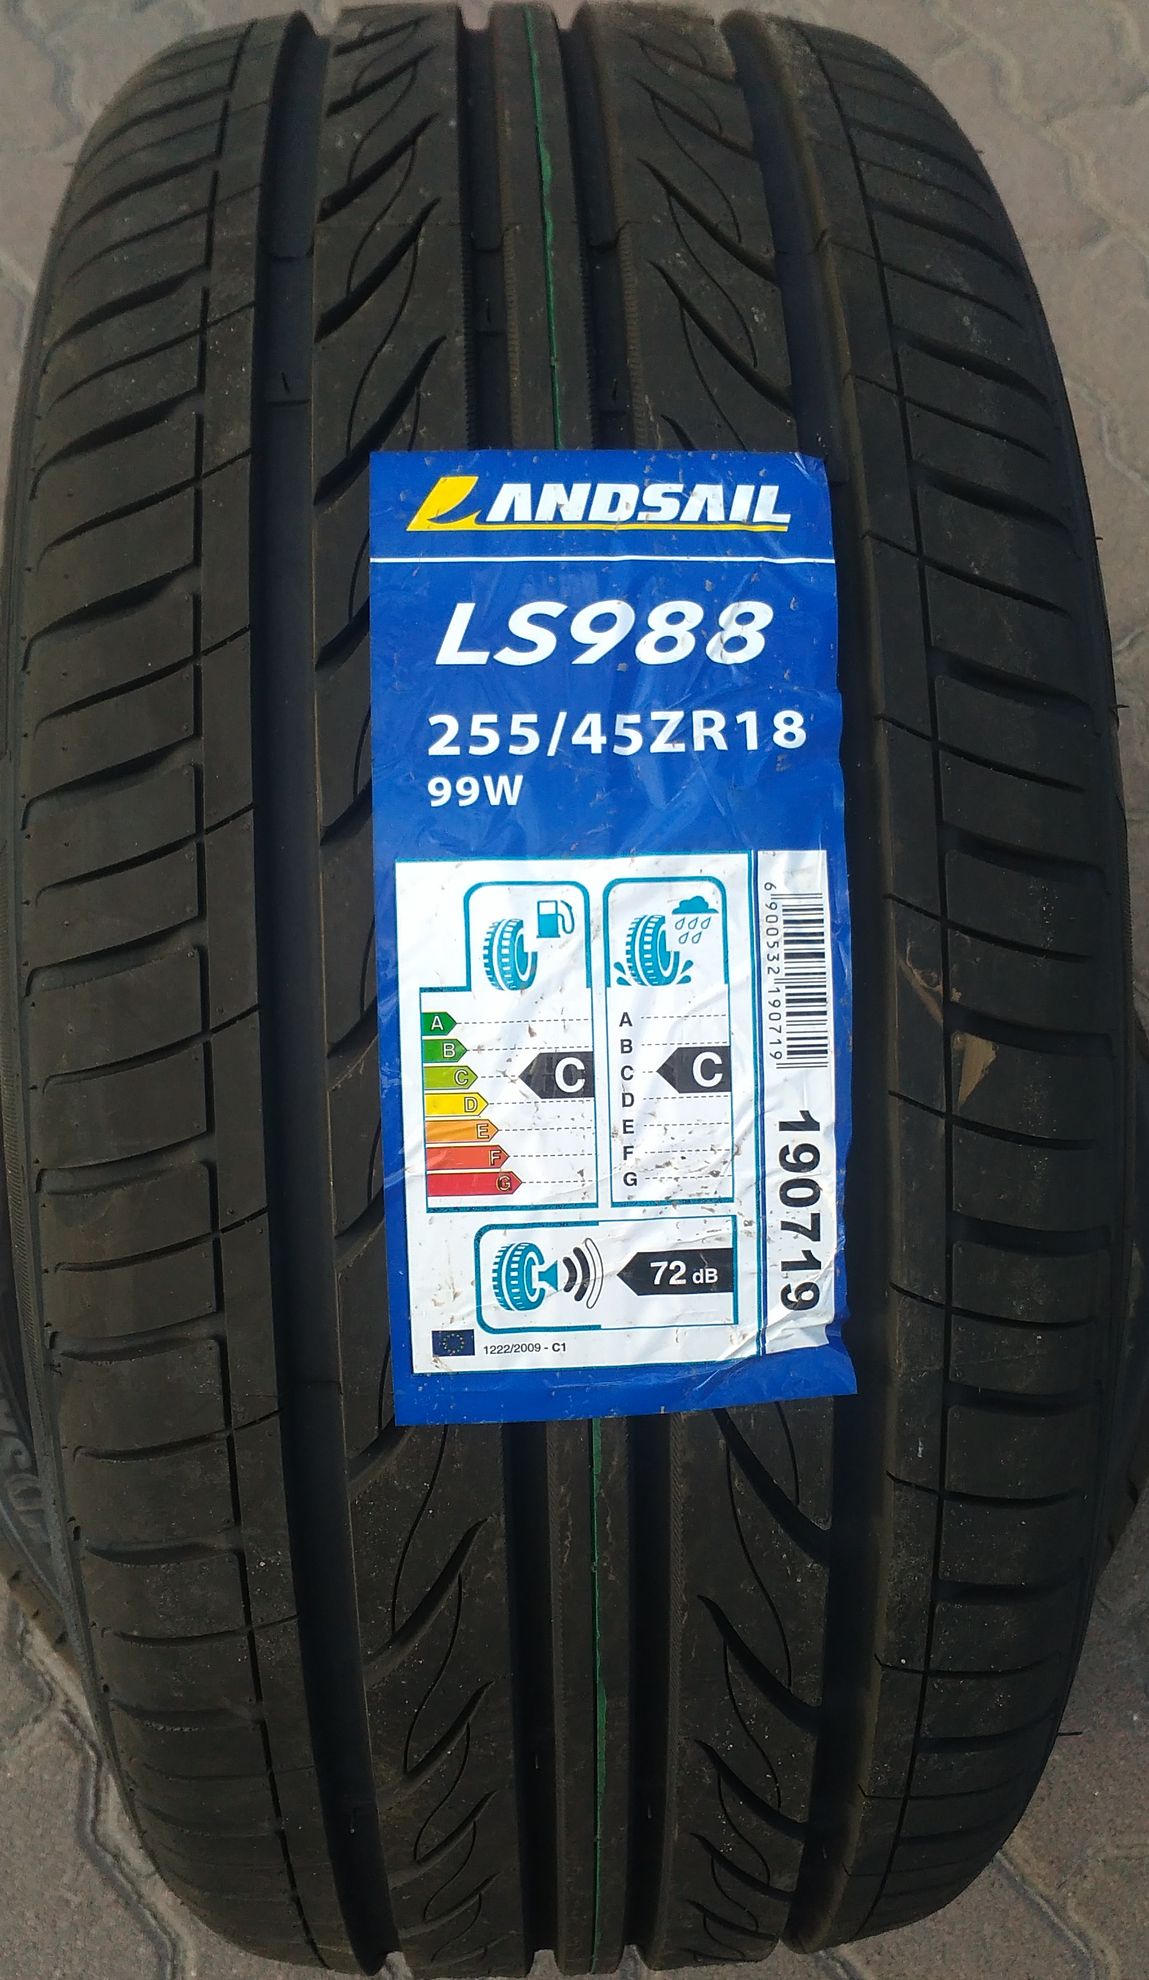 LANDSAIL
LS988
255/45ZR18
99W
A
B
C
D
E
F
G
C
A
B
C
D
E
F
G
C
72 dB
1222/2009 - C1
6900532190719
190719